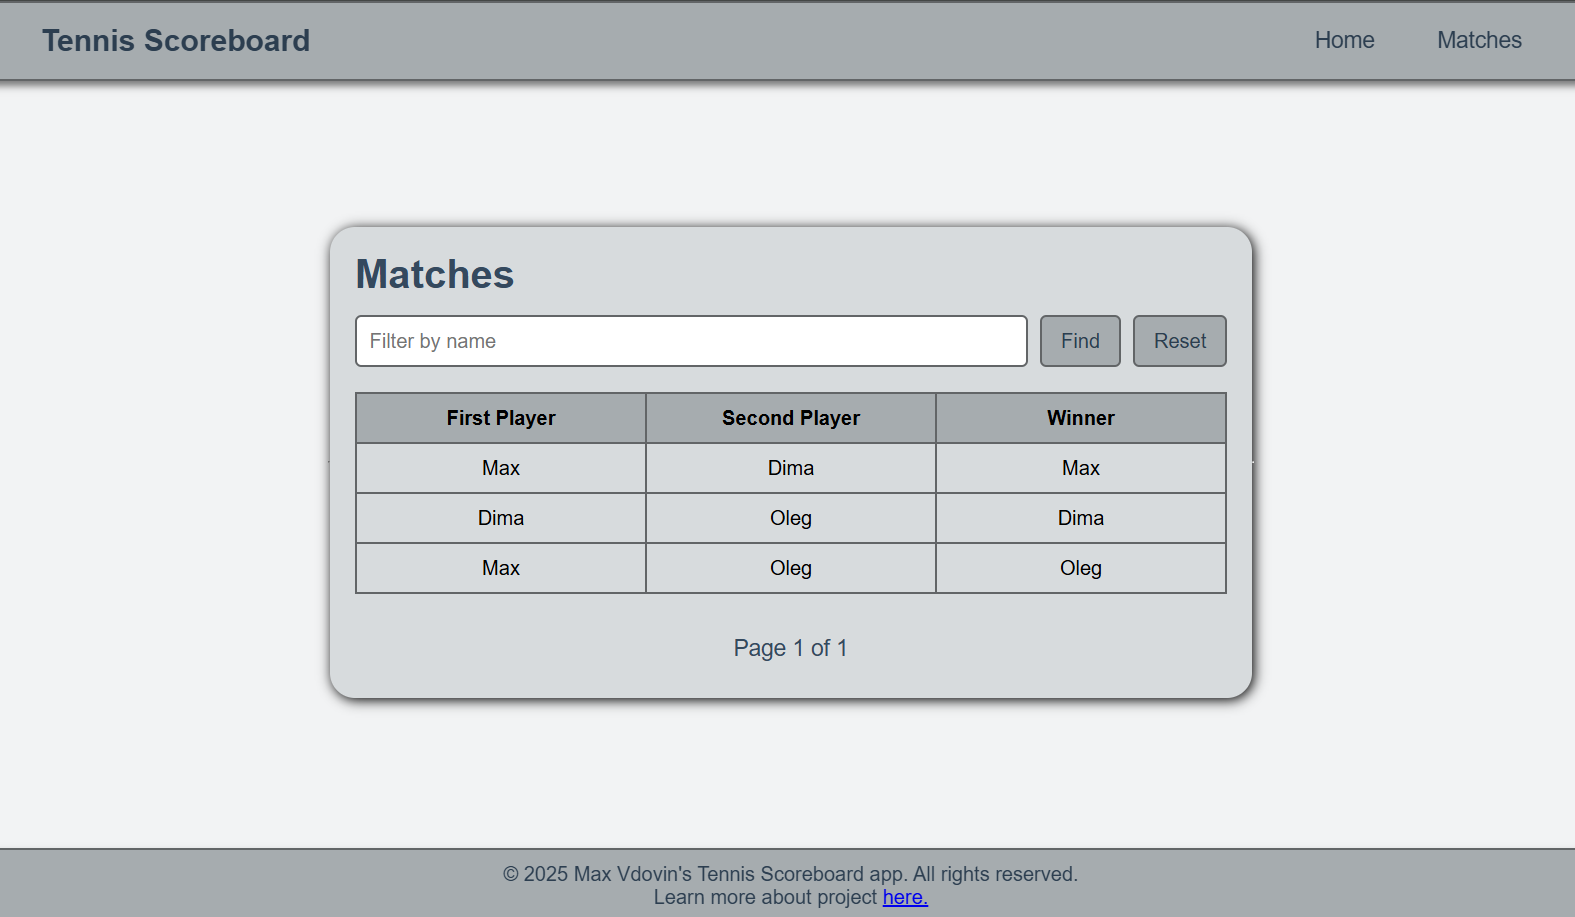 Tennis Scoreboard
Home Matches
Matches
Filter by name Find Reset
First Player Second Player Winner
Max Dima Max
Dima Oleg Dima
Max Oleg Oleg
Page 1 of 1
© 2025 Max Vdovin's Tennis Scoreboard app. All rights reserved.
Learn more about project here.